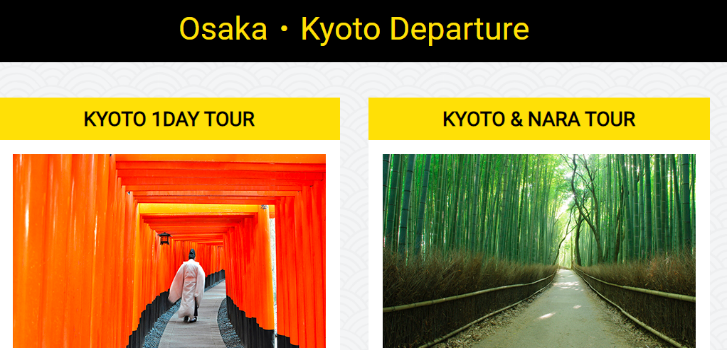 Osaka・Kyoto Departure
KYOTO 1DAY TOUR
KYOTO & NARA TOUR